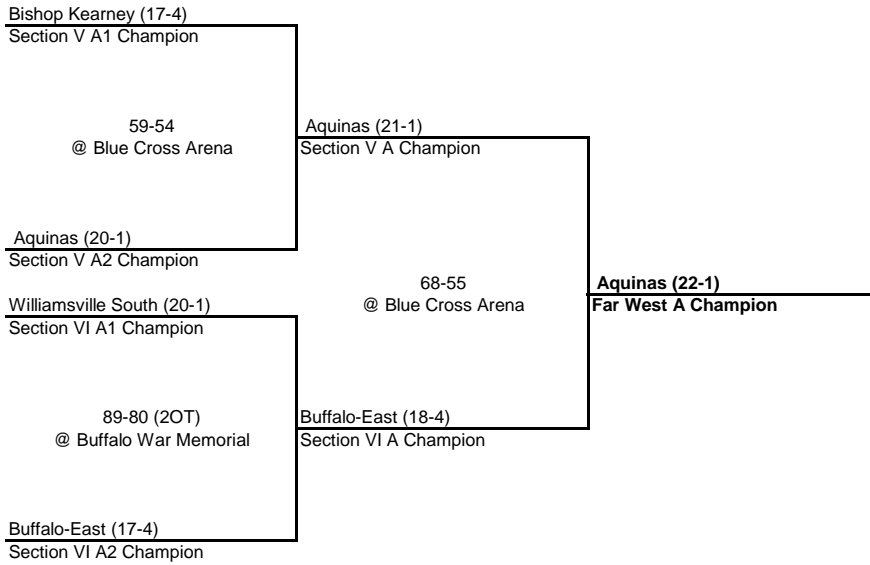 Bishop Kearney (17-4)
Section V A1 Champion
59-54
@ Blue Cross Arena
Aquinas (21-1)
Section V A Champion
Aquinas (20-1)
Section V A2 Champion
68-55
@ Blue Cross Arena
Aquinas (22-1)
Far West A Champion
Williamsville South (20-1)
Section VI A1 Champion
89-80 (2OT)
@ Buffalo War Memorial
Buffalo-East (18-4)
Section VI A Champion
Buffalo-East (17-4)
Section VI A2 Champion